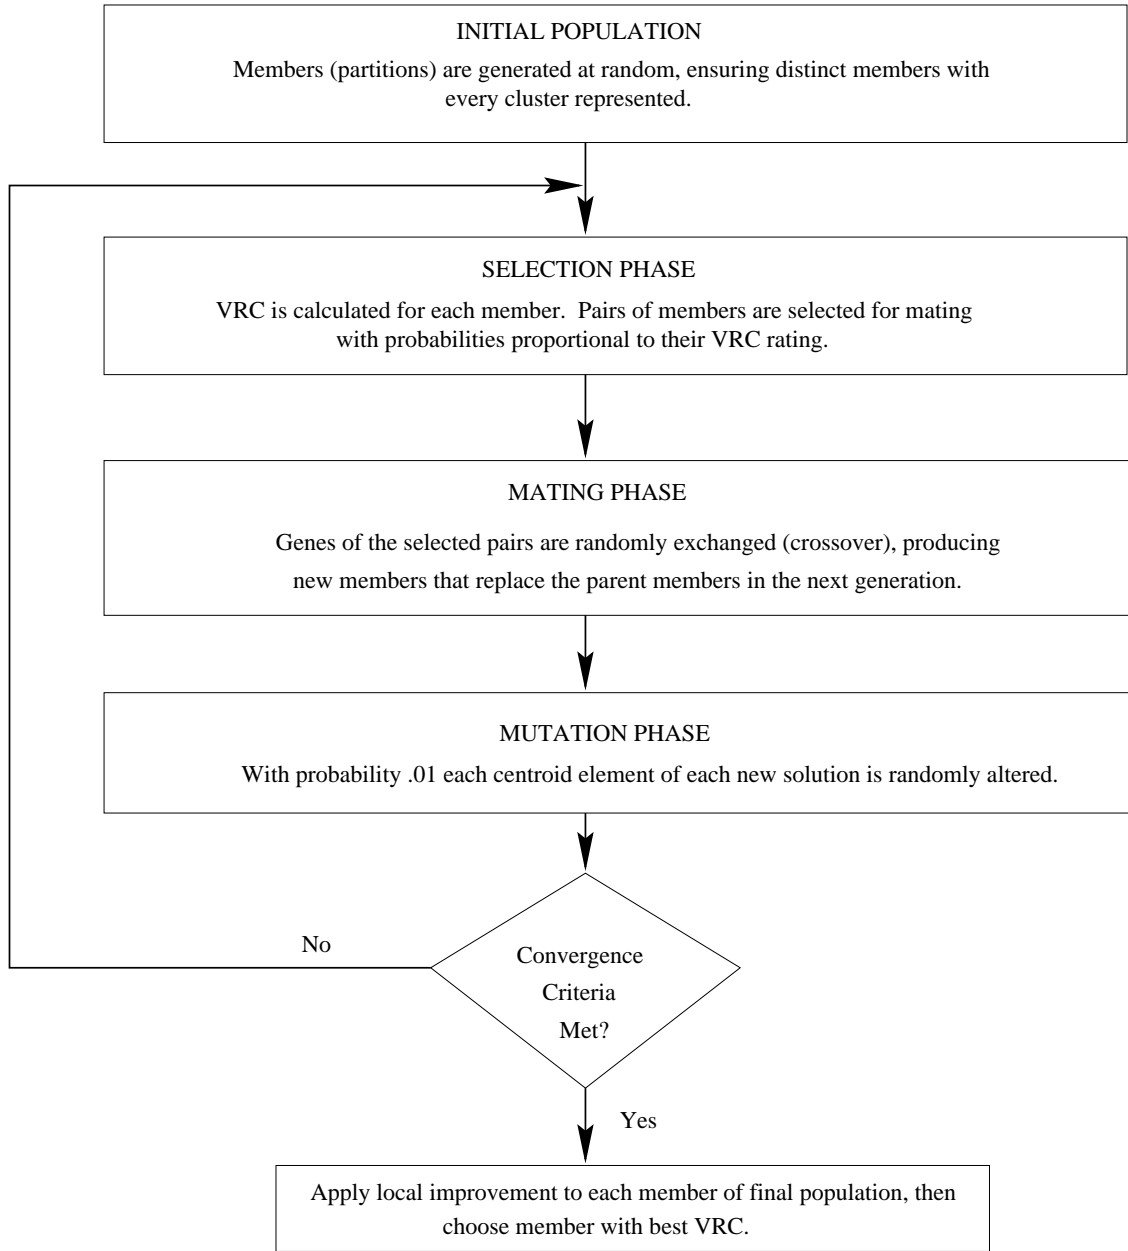 INITIAL POPULATION
Members (partitions) are generated at random, ensuring distinct members with
every cluster represented.
SELECTION PHASE
VRC is calculated for each member. Pairs of members are selected for mating
with probabilities proportional to their VRC rating.
MATING PHASE
Genes of the selected pairs are randomly exchanged (crossover), producing
new members that replace the parent members in the next generation.
MUTATION PHASE
With probability .01 each centroid element of each new solution is randomly altered.
No
Convergence
Criteria
Met?
Yes
Apply local improvement to each member of final population, then
choose member with best VRC.